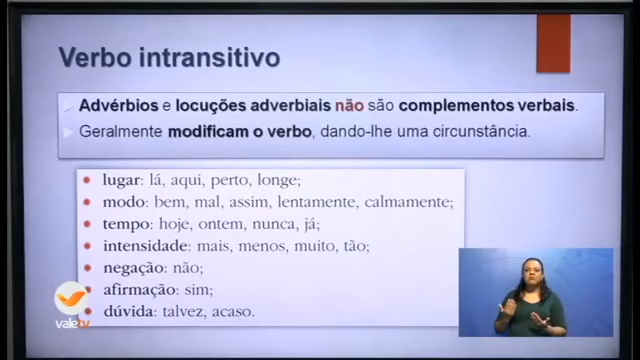 Verbo intransitivo
Advérbios e locuções adverbiais não são complementos verbais.
Geralmente modificam o verbo, dando-lhe uma circunstância.
lugar: lá, aqui, perto, longe;
modo: bem, mal, assim, lentamente, calmamente;
tempo: hoje, ontem, nunca, já;
intensidade: mais, menos, muito, tão;
negação: não;
afirmação: sim;
dúvida: talvez, acaso.
valetv